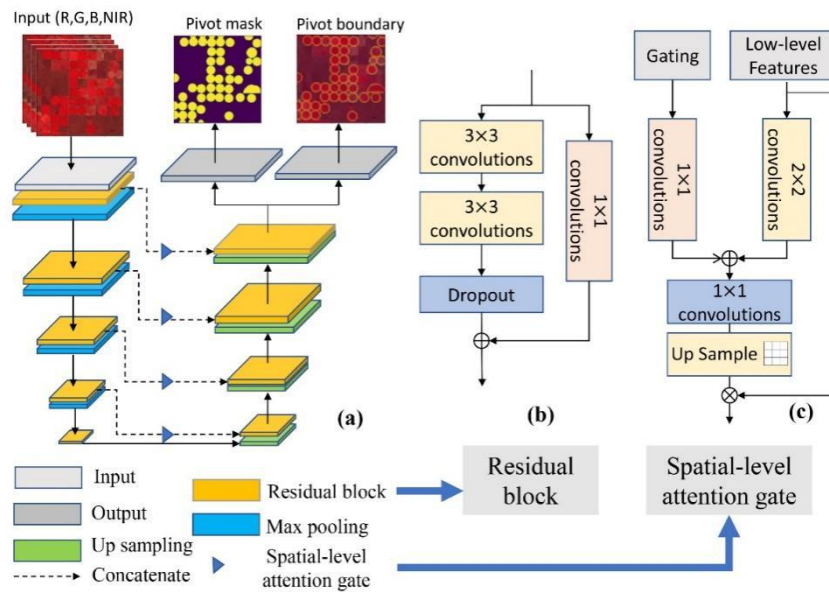 Input (R,G,B,NIR)
Pivot mask
Pivot boundary
(a)
3×3
convolutions
3×3
convolutions
Dropout
1×1
convolutions
(b)
Gating
Low-level
Features
1×1
convolutions
2×2
convolutions
1×1
convolutions
Up Sample
(c)
Input
Output
Up sampling
Concatenate
Residual block
Max pooling
Spatial-level
attention gate
Residual
block
Spatial-level
attention gate